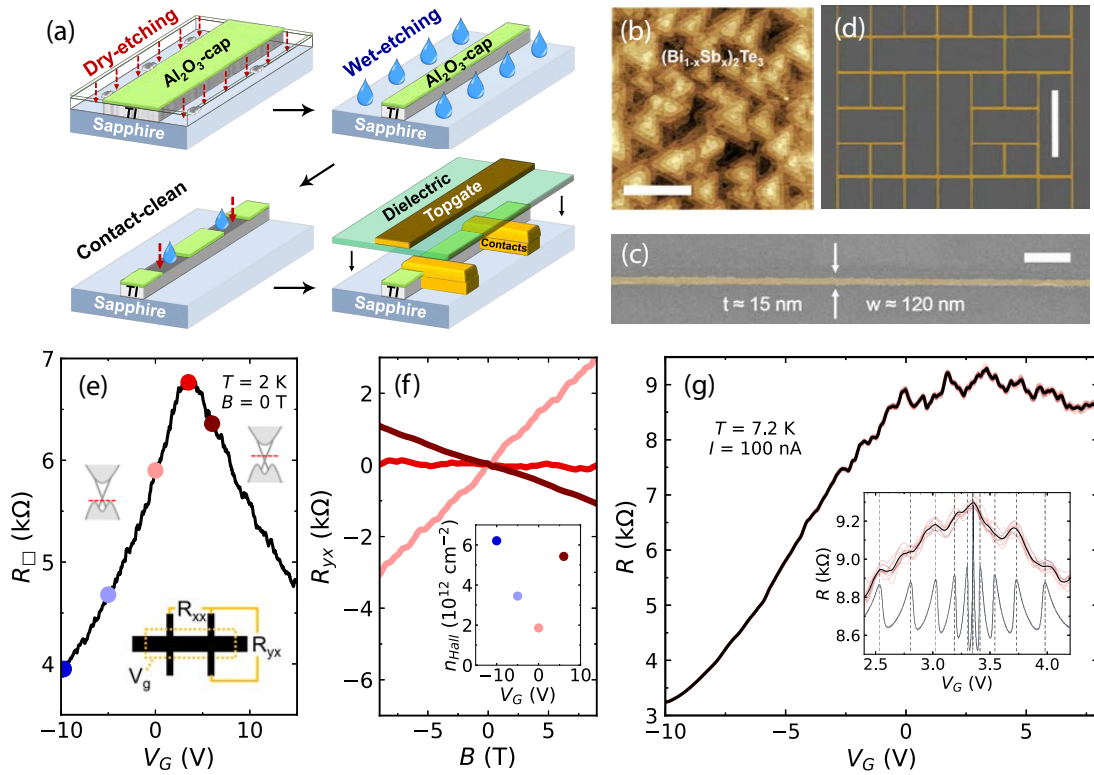 (a)
Dry-etching
Al₂O₃-cap
TI
Sapphire
Wet-etching
Al₂O₃-cap
TI
Sapphire
Contact-clean
TI
Dielectric
Topgate
Contacts
TI
(b)
(Bi₁₋ₓSbₓ)₂Te₃
(d)
(c)
t ≈ 15 nm
w ≈ 120 nm
(e)
T = 2 K
B = 0 T
7
6
5
4
R□ (kΩ)
Rxx
Ryx
Vg
−10 0 10
VG (V)
(f)
2
0
−2
−4
−6
Ryx (kΩ)
nHall (10¹² cm⁻²)
6
4
2
0
−10 0 10
VG (V)
−5 0 5
B (T)
(g)
T = 7.2 K
I = 100 nA
9
8
7
6
5
4
3
R (kΩ)
9.2
9.0
8.8
8.6
R (kΩ)
2.5 3.0 3.5 4.0
VG (V)
−10 −5 0 5
VG (V)